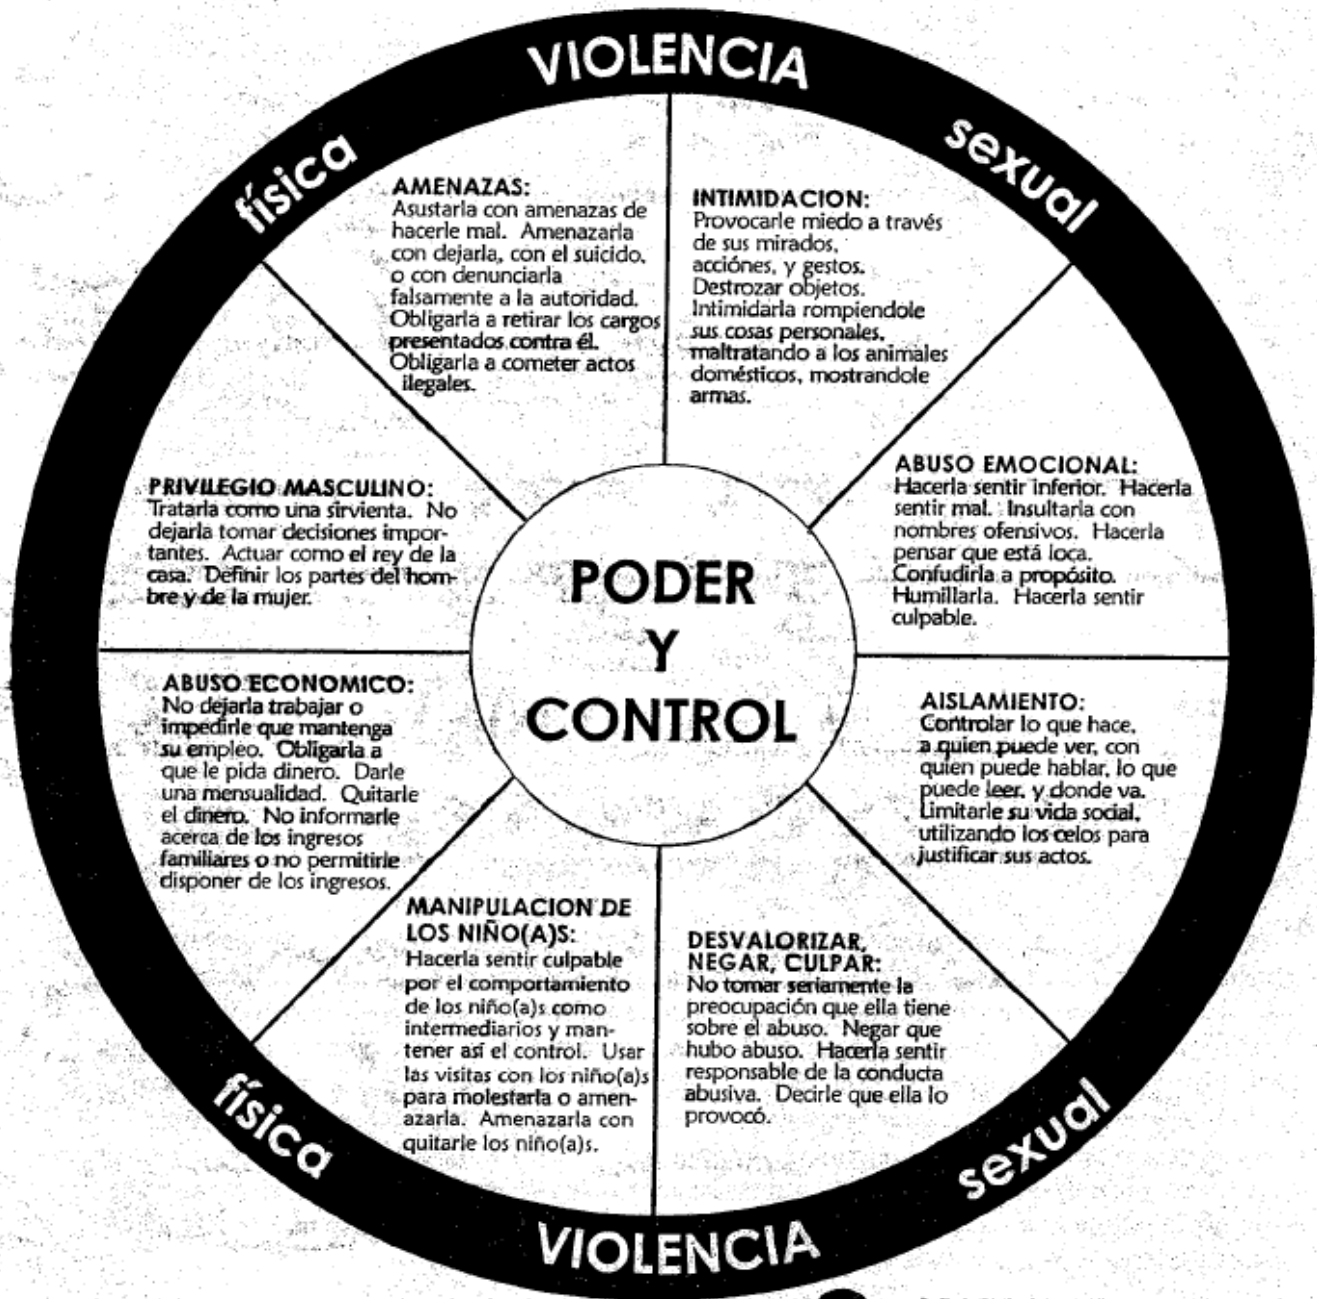 VIOLENCIA
física
sexual
AMENAZAS:
Asustarla con amenazas de
hacerle mal. Amenazarla
con dejarla, con el suicido,
o con denunciarla
falsamente a la autoridad.
Obligarla a retirar los cargos
presentados contra él.
Obligarla a cometer actos
ilegales.
INTIMIDACION:
Provocarle miedo a través
de sus mirados,
acciónes, y gestos.
Destrozar objetos.
Intimidarla rompiendole
sus cosas personales,
maltratando a los animales
domésticos, mostrandole
armas.
PRIVILEGIO MASCULINO:
Tratarla como una sirvienta. No
dejarla tomar decisiones impor-
tantes. Actuar como el rey de la
casa. Definir los partes del hom-
bre y de la mujer.
ABUSO EMOCIONAL:
Hacerla sentir inferior. Hacerla
sentir mal. Insultarla con
nombres ofensivos. Hacerla
pensar que está loca.
Confudirla a propósito.
Humillarla. Hacerla sentir
culpable.
PODER
Y
CONTROL
ABUSO ECONOMICO:
No dejarla trabajar o
impedirle que mantenga
su empleo. Obligarla a
que le pida dinero. Darle
una mensualidad. Quitarle
el dinero. No informarle
acerca de los ingresos
familiares o no permitirle
disponer de los ingresos.
AISLAMIENTO:
Controlar lo que hace,
a quien puede ver, con
quien puede hablar, lo que
puede leer, y donde va.
Limitarle su vida social,
utilizando los celos para
justificar sus actos.
MANIPULACION DE
LOS NIÑO(A)S:
Hacerla sentir culpable
por el comportamiento
de los niño(a)s como
intermediarios y man-
tener así el control. Usar
las visitas con los niño(a)s
para molestarla o amen-
azarla. Amenazarla con
quitarle los niño(a)s.
DESVALORIZAR,
NEGAR, CULPAR:
No tomar seriamente la
preocupación que ella tiene
sobre el abuso. Negar que
hubo abuso. Hacerla sentir
responsable de la conducta
abusiva. Decirle que ella lo
provocó.
física
sexual
VIOLENCIA